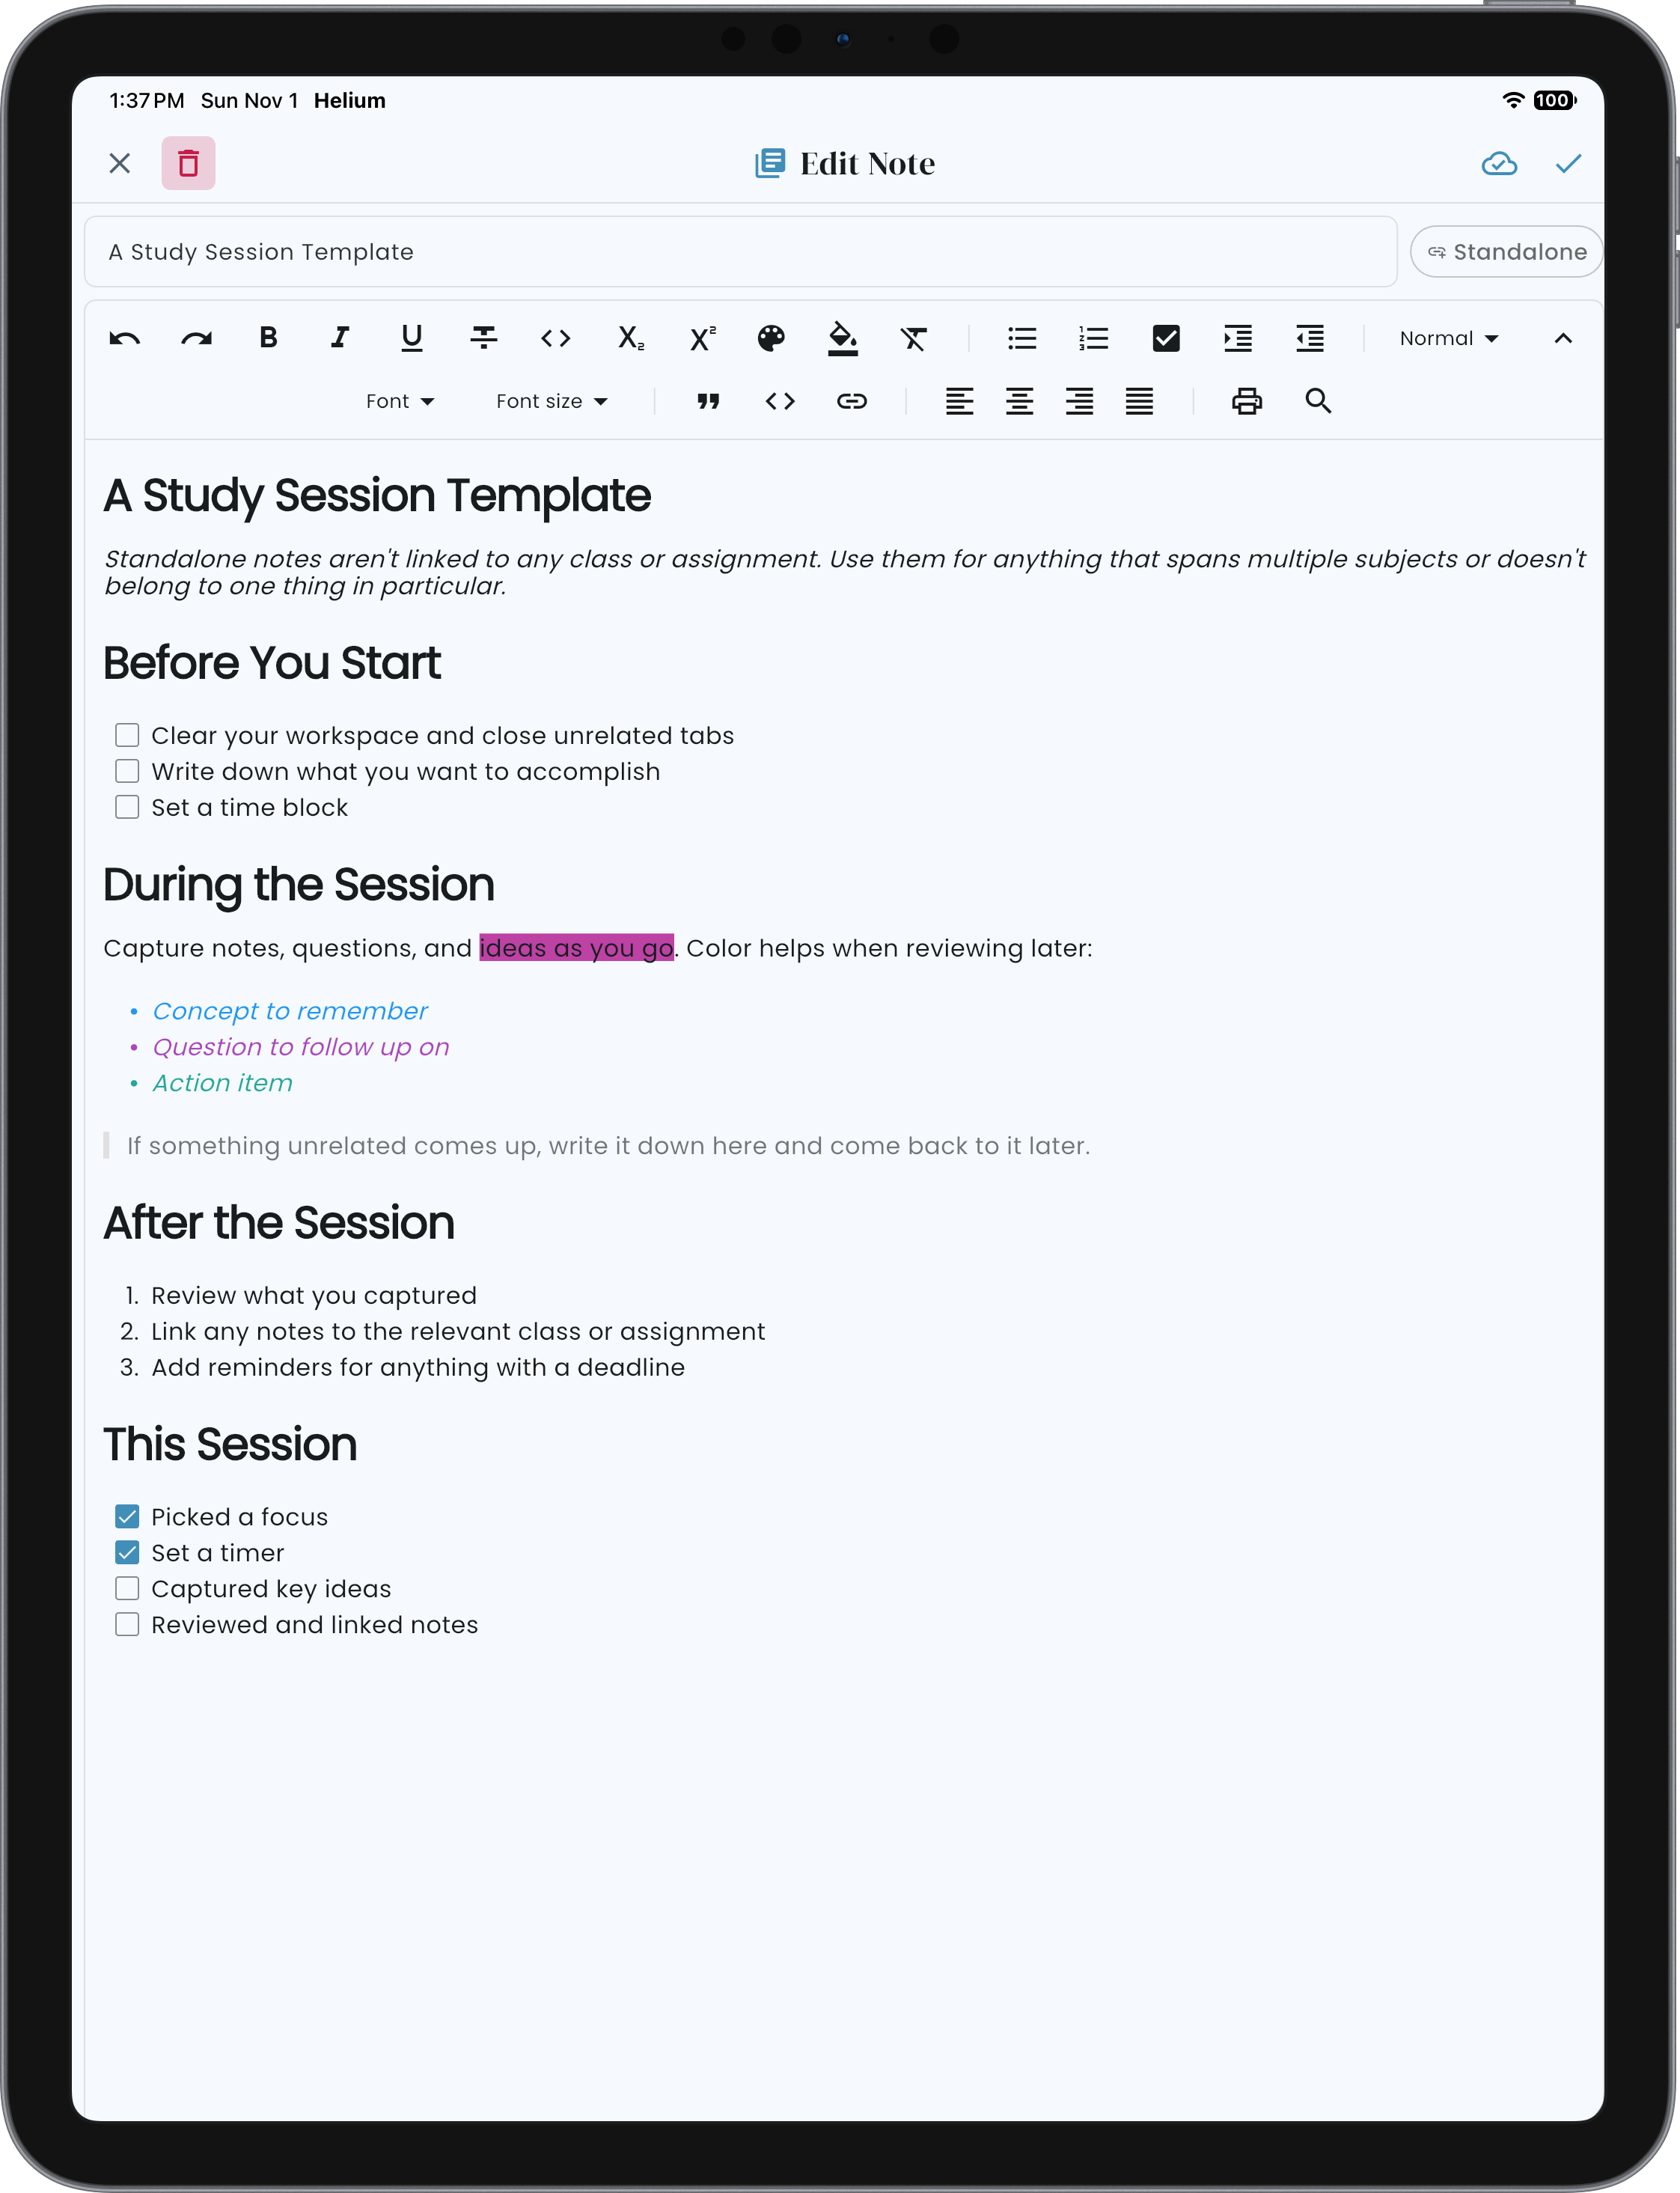 1:37 PM Sun Nov 1 Helium 100
Edit Note
A Study Session Template
Standalone
B I U X₂ X² Normal
Font Font size
A Study Session Template
Standalone notes aren't linked to any class or assignment. Use them for anything that spans multiple subjects or doesn't
belong to one thing in particular.
Before You Start
Clear your workspace and close unrelated tabs
Write down what you want to accomplish
Set a time block
During the Session
Capture notes, questions, and ideas as you go. Color helps when reviewing later:
• Concept to remember
• Question to follow up on
• Action item
If something unrelated comes up, write it down here and come back to it later.
After the Session
1. Review what you captured
2. Link any notes to the relevant class or assignment
3. Add reminders for anything with a deadline
This Session
Picked a focus
Set a timer
Captured key ideas
Reviewed and linked notes